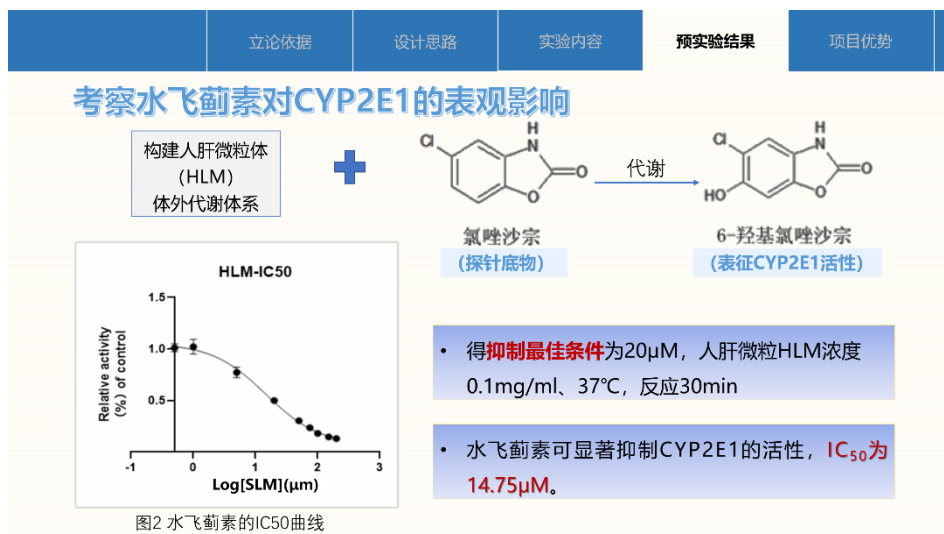 立论依据
设计思路
实验内容
预实验结果
项目优势
考察水飞蓟素对CYP2E1的表观影响
构建人肝微粒体
（HLM）
体外代谢体系
Cl
H
N
O
O
代谢
Cl
HO
H
N
O
O
氯唑沙宗
（探针底物）
6-羟基氯唑沙宗
（表征CYP2E1活性）
HLM-IC50
Relative activity
(%) of control
1.5
1.0
0.5
-1
0
1
2
3
Log[SLM](μm)
图2 水飞蓟素的IC50曲线
• 得抑制最佳条件为20μM，人肝微粒HLM浓度
0.1mg/ml、37℃，反应30min
• 水飞蓟素可显著抑制CYP2E1的活性，IC50为
14.75μM。